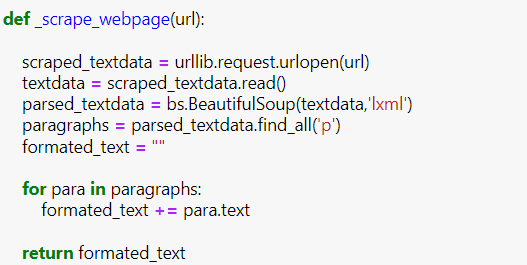 def _scrape_webpage(url):
scraped_textdata = urllib.request.urlopen(url)
textdata = scraped_textdata.read()
parsed_textdata = bs.BeautifulSoup(textdata,'lxml')
paragraphs = parsed_textdata.find_all('p')
formated_text = ""
for para in paragraphs:
formated_text += para.text
return formated_text